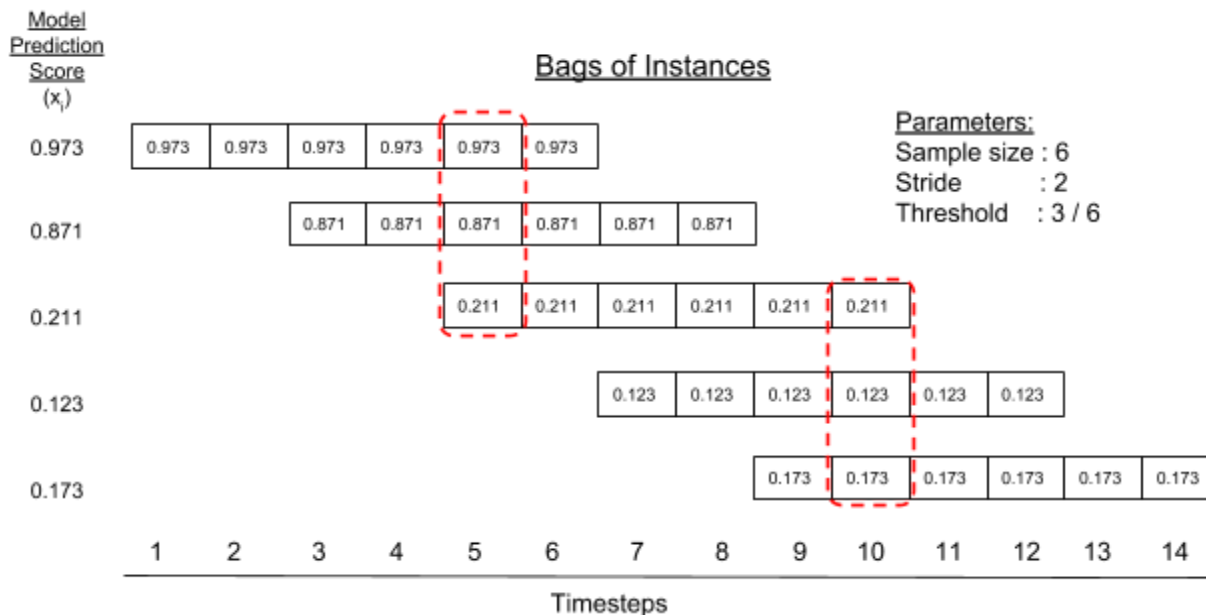 Model
Prediction
Score
(xi)
Bags of Instances
Parameters:
Sample size : 6
Stride : 2
Threshold : 3 / 6
0.973 0.973 0.973 0.973 0.973 0.973 0.973
0.871 0.871 0.871 0.871 0.871 0.871 0.871
0.211 0.211 0.211 0.211 0.211 0.211 0.211
0.123 0.123 0.123 0.123 0.123 0.123 0.123
0.173 0.173 0.173 0.173 0.173 0.173 0.173
1 2 3 4 5 6 7 8 9 10 11 12 13 14
Timesteps